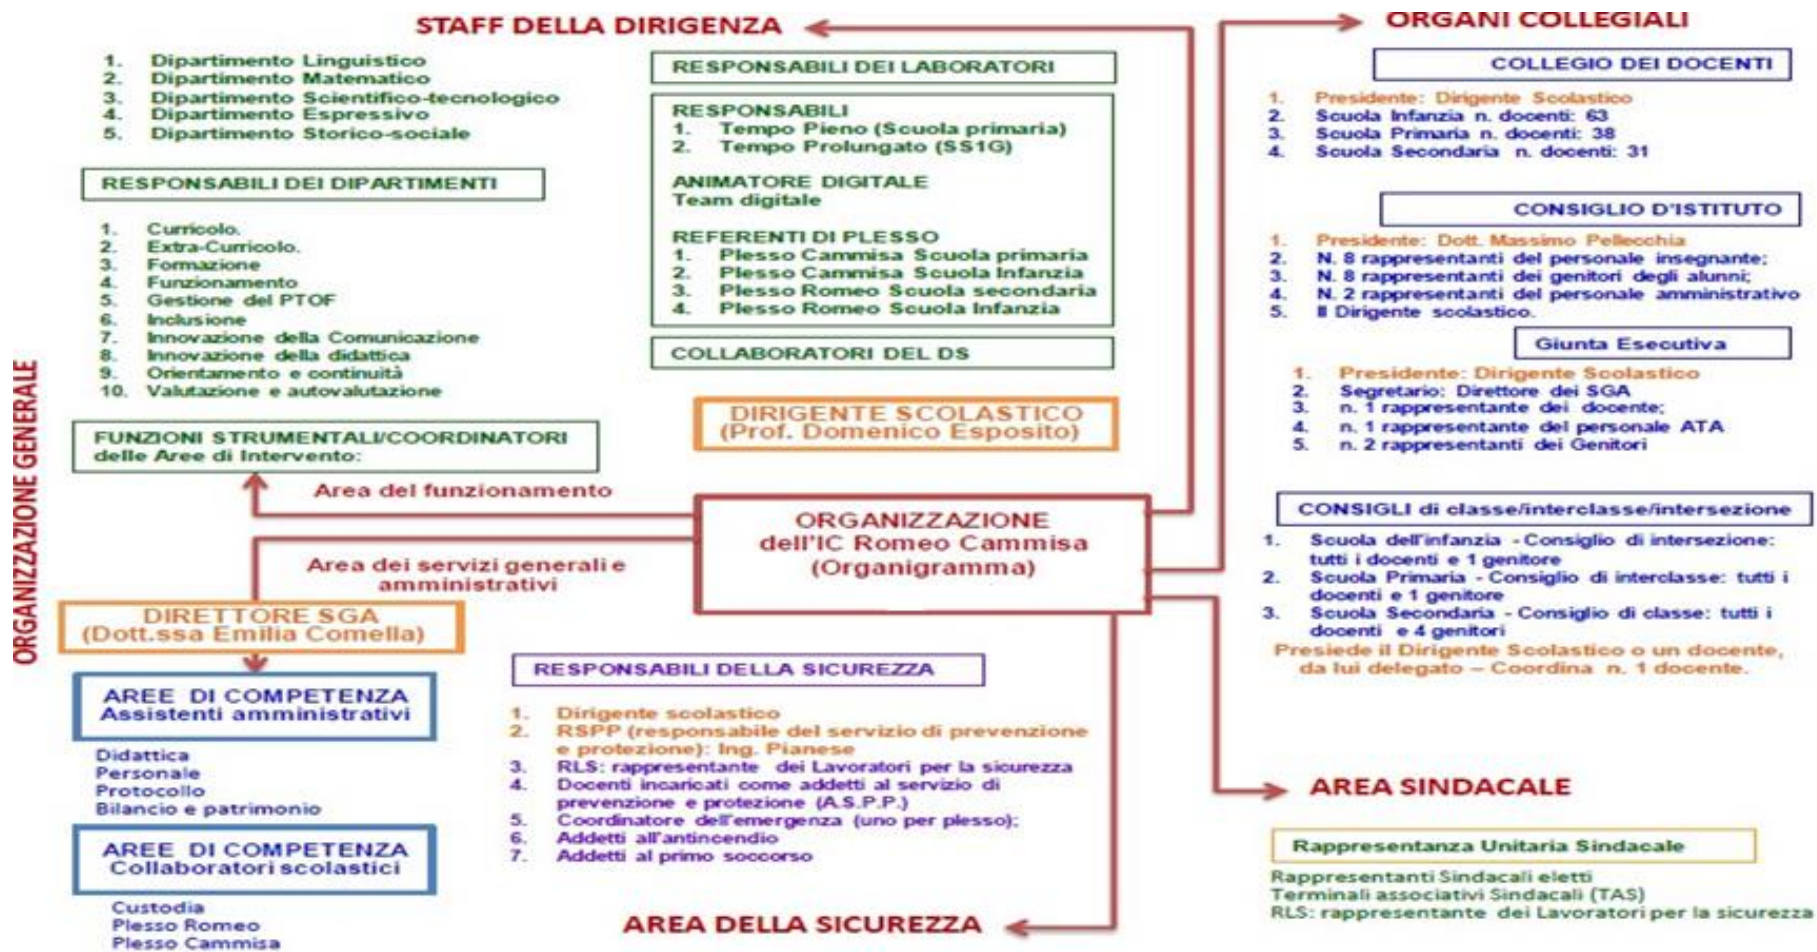 ORGANIZZAZIONE GENERALE
STAFF DELLA DIRIGENZA
1. Dipartimento Linguistico
2. Dipartimento Matematico
3. Dipartimento Scientifico-tecnologico
4. Dipartimento Espressivo
5. Dipartimento Storico-sociale
RESPONSABILI DEI DIPARTIMENTI
1. Curricolo.
2. Extra-Curricolo.
3. Formazione
4. Funzionamento
5. Gestione del PTOF
6. Inclusione
7. Innovazione della Comunicazione
8. Innovazione della didattica
9. Orientamento e continuità
10. Valutazione e autovalutazione
FUNZIONI STRUMENTALI/COORDINATORI
delle Aree di Intervento:
RESPONSABILI DEI LABORATORI
RESPONSABILI
1. Tempo Pieno (Scuola primaria)
2. Tempo Prolungato (SS1G)
ANIMATORE DIGITALE
Team digitale
REFERENTI DI PLESSO
1. Plesso Cammisa Scuola primaria
2. Plesso Cammisa Scuola Infanzia
3. Plesso Romeo Scuola secondaria
4. Plesso Romeo Scuola Infanzia
COLLABORATORI DEL DS
DIRIGENTE SCOLASTICO
(Prof. Domenico Esposito)
Area del funzionamento
ORGANIZZAZIONE
dell'IC Romeo Cammisa
(Organigramma)
Area dei servizi generali e
amministrativi
DIRETTORE SGA
(Dott.ssa Emilia Comella)
AREE DI COMPETENZA
Assistenti amministrativi
Didattica
Personale
Protocollo
Bilancio e patrimonio
AREE DI COMPETENZA
Collaboratori scolastici
Custodia
Plesso Romeo
Plesso Cammisa
RESPONSABILI DELLA SICUREZZA
1. Dirigente scolastico
2. RSPP (responsabile del servizio di prevenzione
e protezione): Ing. Pianese
3. RLS: rappresentante dei Lavoratori per la sicurezza
4. Docenti incaricati come addetti al servizio di
prevenzione e protezione (A.S.P.P.)
5. Coordinatore dell'emergenza (uno per plesso);
6. Addetti all'antincendio
7. Addetti al primo soccorso
AREA DELLA SICUREZZA
ORGANI COLLEGIALI
COLLEGIO DEI DOCENTI
1. Presidente: Dirigente Scolastico
2. Scuola Infanzia n. docenti: 63
3. Scuola Primaria n. docenti: 38
4. Scuola Secondaria n. docenti: 31
CONSIGLIO D'ISTITUTO
1. Presidente: Dott. Massimo Pellecchia
2. N. 8 rappresentanti del personale insegnante;
3. N. 8 rappresentanti dei genitori degli alunni;
4. N. 2 rappresentanti del personale amministrativo
5. Il Dirigente scolastico.
Giunta Esecutiva
1. Presidente: Dirigente Scolastico
2. Segretario: Direttore dei SGA
3. n. 1 rappresentante dei docente;
4. n. 1 rappresentante del personale ATA
5. n. 2 rappresentanti dei Genitori
CONSIGLI di classe/interclasse/intersezione
1. Scuola dell'infanzia - Consiglio di intersezione:
tutti i docenti e 1 genitore
2. Scuola Primaria - Consiglio di interclasse: tutti i
docenti e 1 genitore
3. Scuola Secondaria - Consiglio di classe: tutti i
docenti e 4 genitori
Presiede il Dirigente Scolastico o un docente,
da lui delegato – Coordina n. 1 docente.
AREA SINDACALE
Rappresentanza Unitaria Sindacale
Rappresentanti Sindacali eletti
Terminali associativi Sindacali (TAS)
RLS: rappresentante dei Lavoratori per la sicurezza